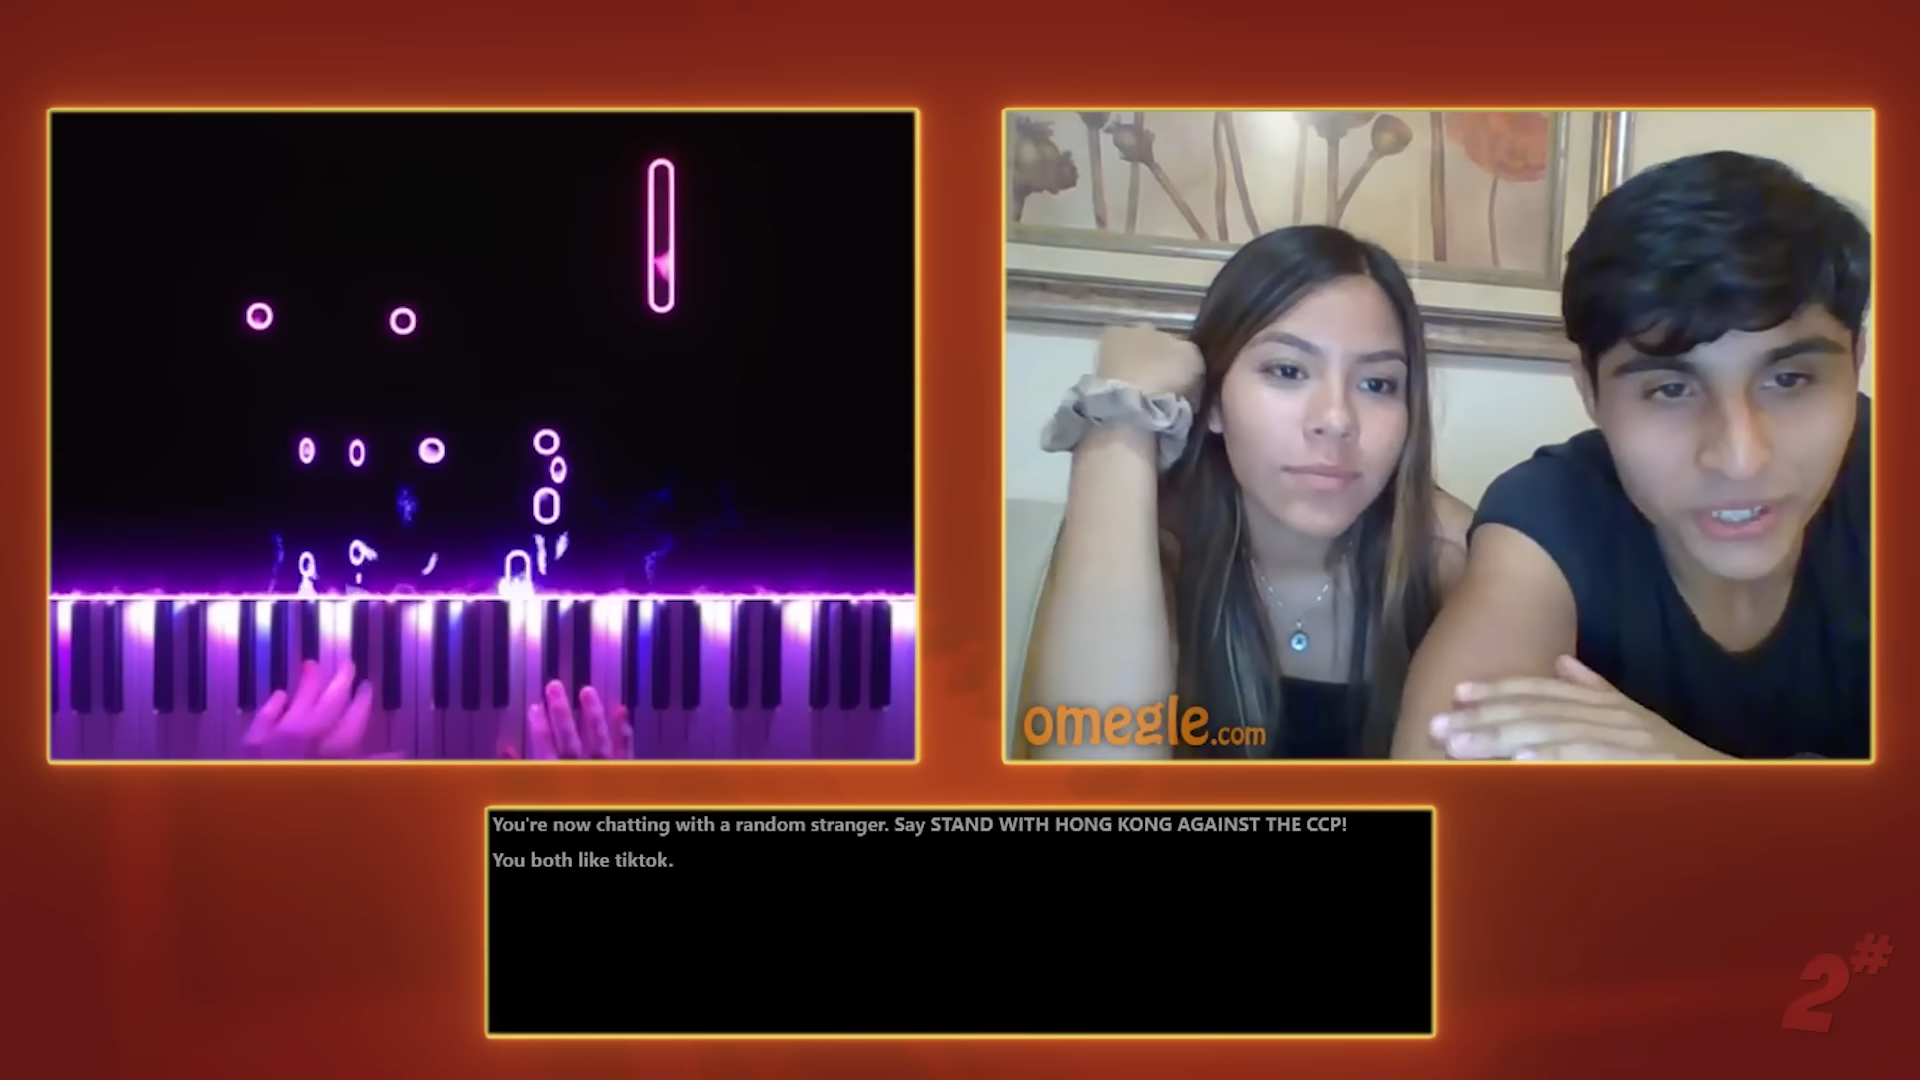 omegle.com
You're now chatting with a random stranger. Say STAND WITH HONG KONG AGAINST THE CCP!
You both like tiktok.
2#